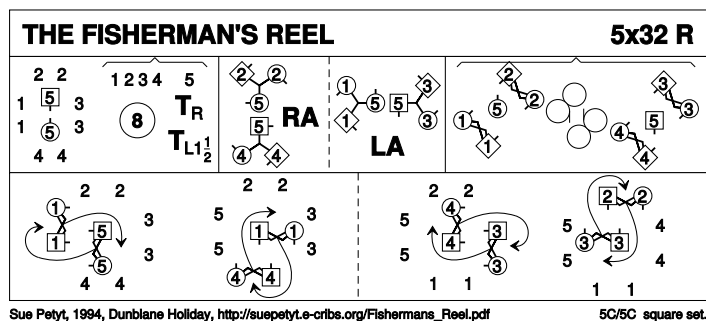 THE FISHERMAN'S REEL 5x32 R
2 2 1 2 3 4 5 2 2 1 3 2 3
1 5 3 8 TR 5 RA 5 5 5 2 5
1 5 3 TL1½ 5 1 LA 3 1 1 4
4 4 4 4 4
2 2 2 2 2 2 2 2
1 3 5 3 4 3 5 4
1 5 3 5 1 1 3 5 4 3 3 5 3 3 4
5 4 4 3
4 4 1 1 1 1
Sue Petyt, 1994, Dunblane Holiday, http://suepetyt.e-cribs.org/Fishermans_Reel.pdf 5C/5C square set.